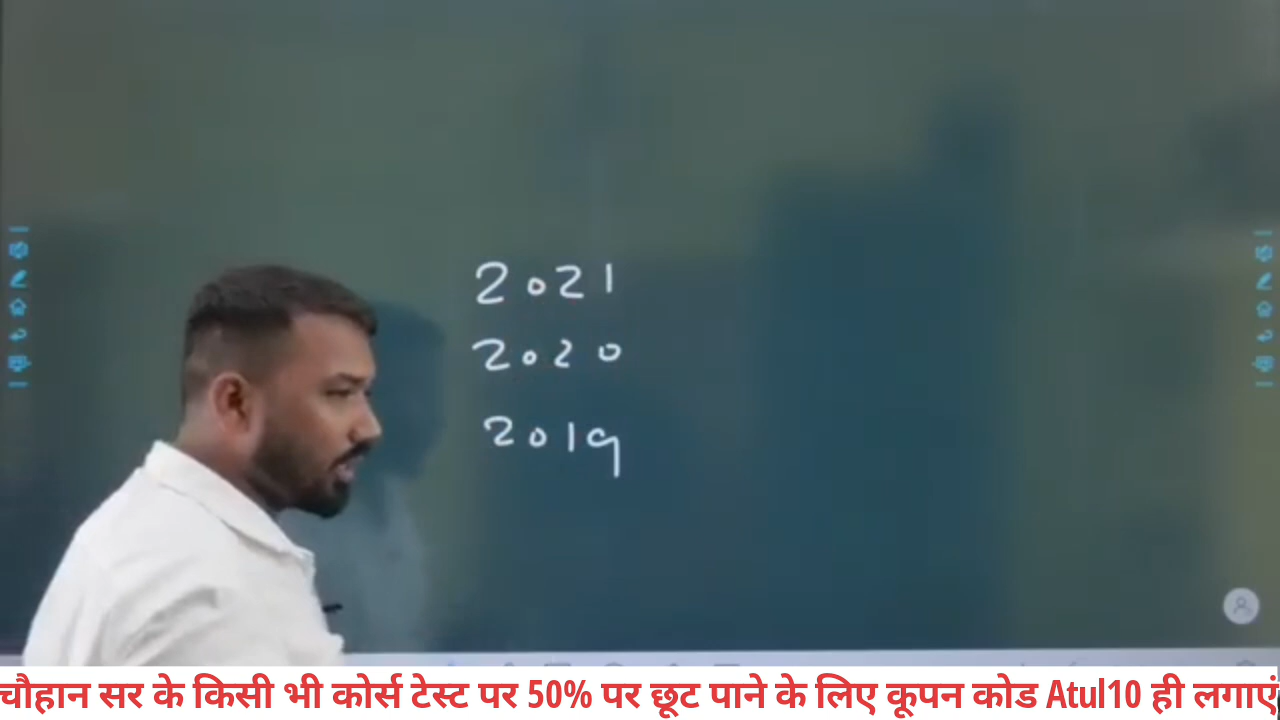 2021
2020
2019
चौहान सर के किसी भी कोर्स टेस्ट पर 50% पर छूट पाने के लिए कूपन कोड Atul10 ही लगाएं